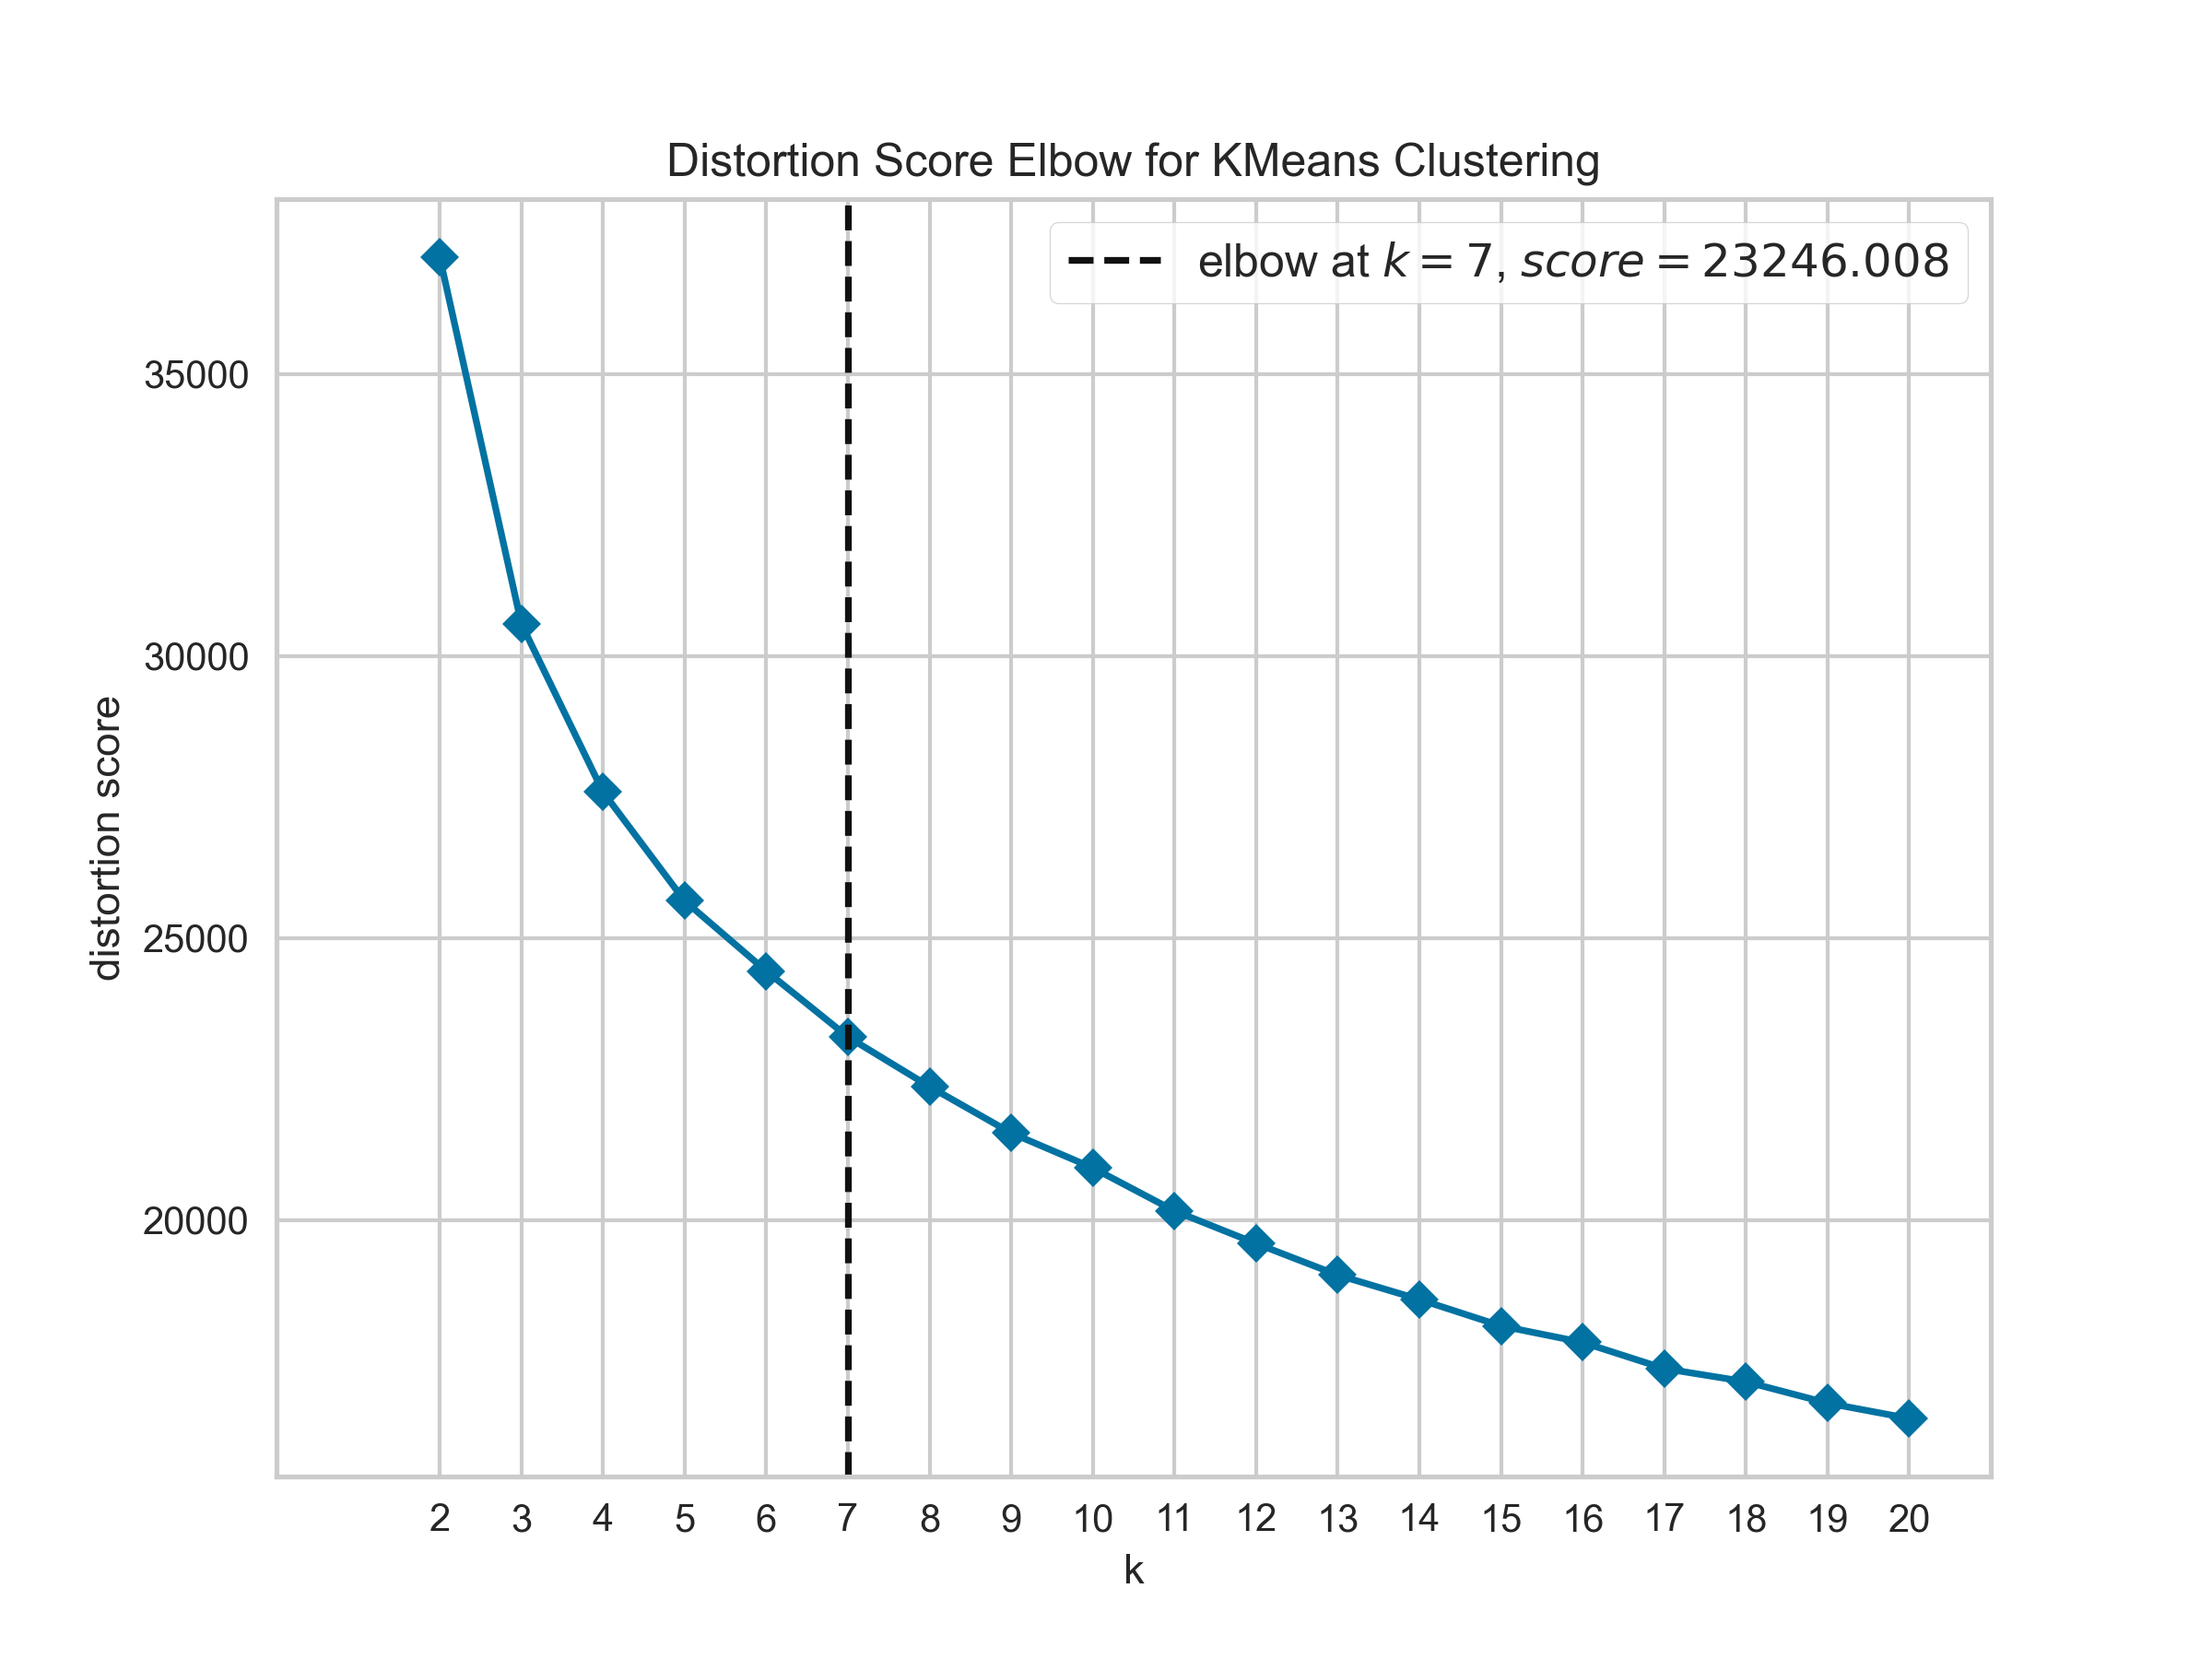 Distortion Score Elbow for KMeans Clustering
elbow at k = 7, score = 23246.008
35000
30000
25000
20000
distortion score
2 3 4 5 6 7 8 9 10 11 12 13 14 15 16 17 18 19 20
k